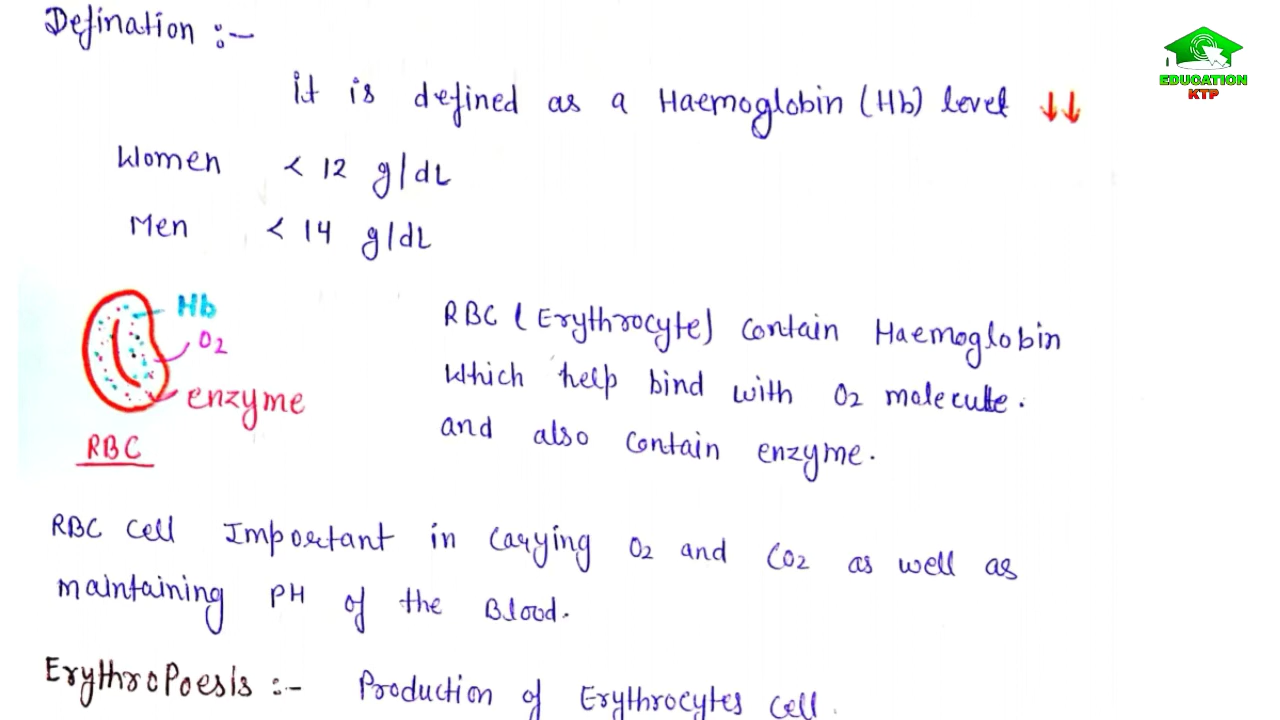 Defination :-
EDUCATION
KTP
It is defined as a Haemoglobin (Hb) level ↓↓
Women < 12 g/dL
Men < 14 g/dL
Hb
O2
enzyme
RBC
RBC (Erythrocyte) contain Haemoglobin
Which help bind with O2 molecule.
and also contain enzyme.
RBC cell Important in Carying O2 and CO2 as well as
maintaining PH of the Blood.
ErythroPoesis :- Production of Erythrocytes cell.